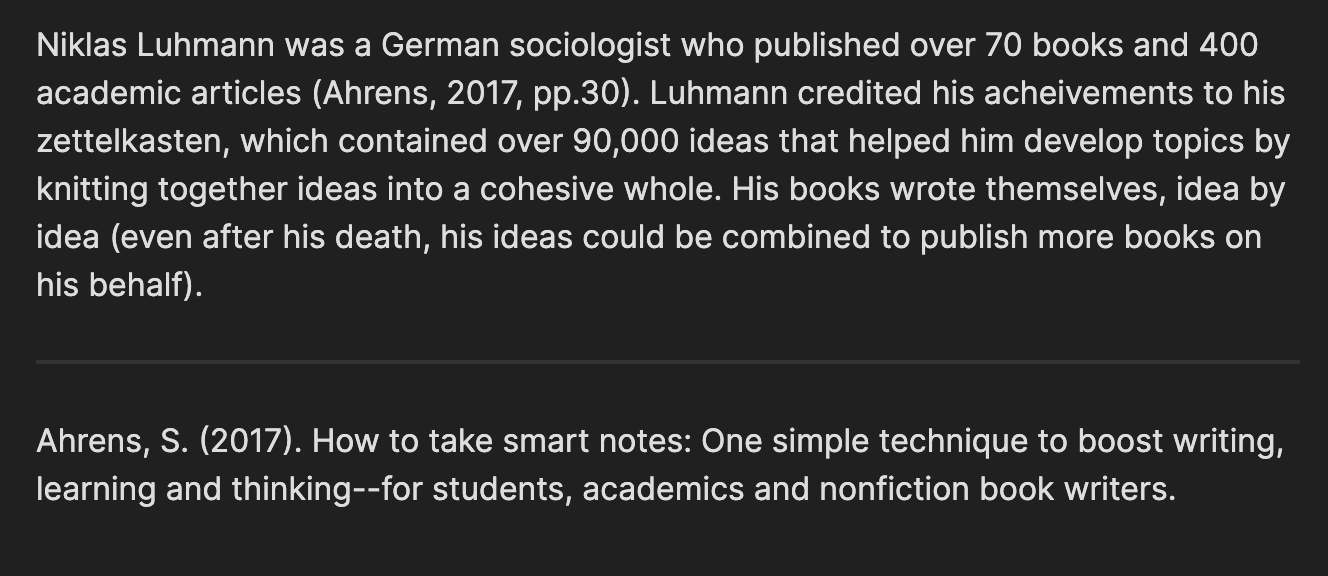 Niklas Luhmann was a German sociologist who published over 70 books and 400
academic articles (Ahrens, 2017, pp.30). Luhmann credited his acheivements to his
zettelkasten, which contained over 90,000 ideas that helped him develop topics by
knitting together ideas into a cohesive whole. His books wrote themselves, idea by
idea (even after his death, his ideas could be combined to publish more books on
his behalf).
Ahrens, S. (2017). How to take smart notes: One simple technique to boost writing,
learning and thinking--for students, academics and nonfiction book writers.